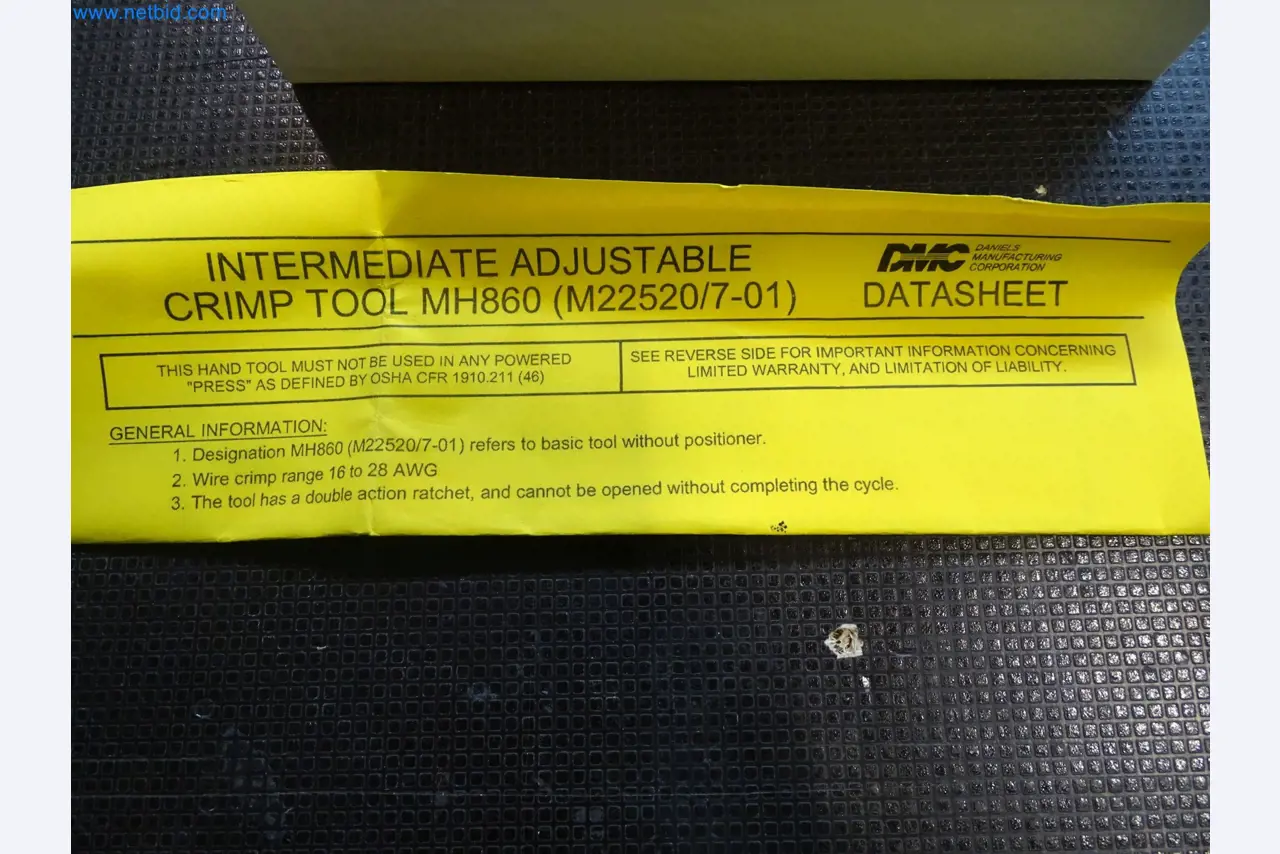 www.netbid.com
INTERMEDIATE ADJUSTABLE
CRIMP TOOL MH860 (M22520/7-01)
DMC DANIELS
MANUFACTURING
CORPORATION
DATASHEET
THIS HAND TOOL MUST NOT BE USED IN ANY POWERED
"PRESS" AS DEFINED BY OSHA CFR 1910.211 (46)
SEE REVERSE SIDE FOR IMPORTANT INFORMATION CONCERNING
LIMITED WARRANTY, AND LIMITATION OF LIABILITY.
GENERAL INFORMATION:
1. Designation MH860 (M22520/7-01) refers to basic tool without positioner.
2. Wire crimp range 16 to 28 AWG
3. The tool has a double action ratchet, and cannot be opened without completing the cycle.